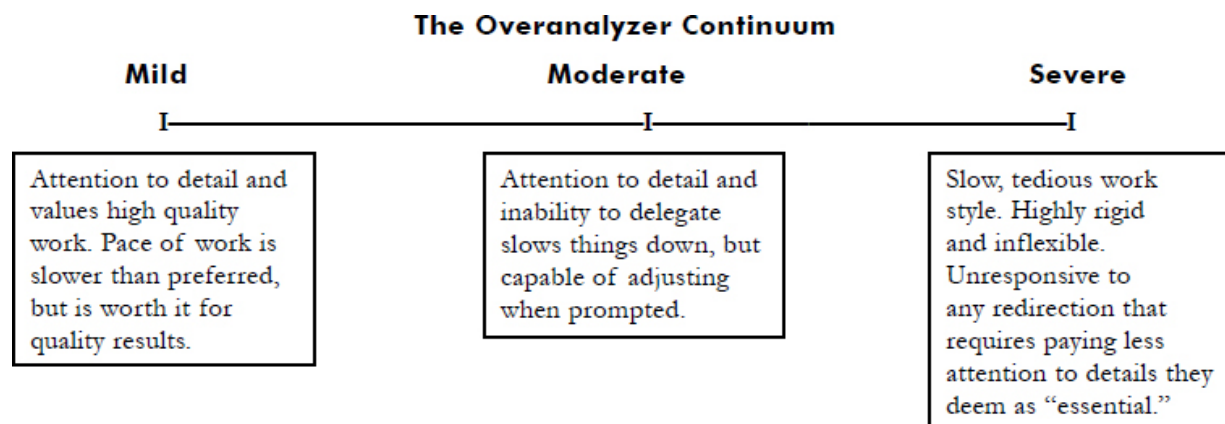 The Overanalyzer Continuum
Mild
Moderate
Severe
I
I
I
Attention to detail and
values high quality
work. Pace of work is
slower than preferred,
but is worth it for
quality results.
Attention to detail and
inability to delegate
slows things down, but
capable of adjusting
when prompted.
Slow, tedious work
style. Highly rigid
and inflexible.
Unresponsive to
any redirection that
requires paying less
attention to details they
deem as “essential.”